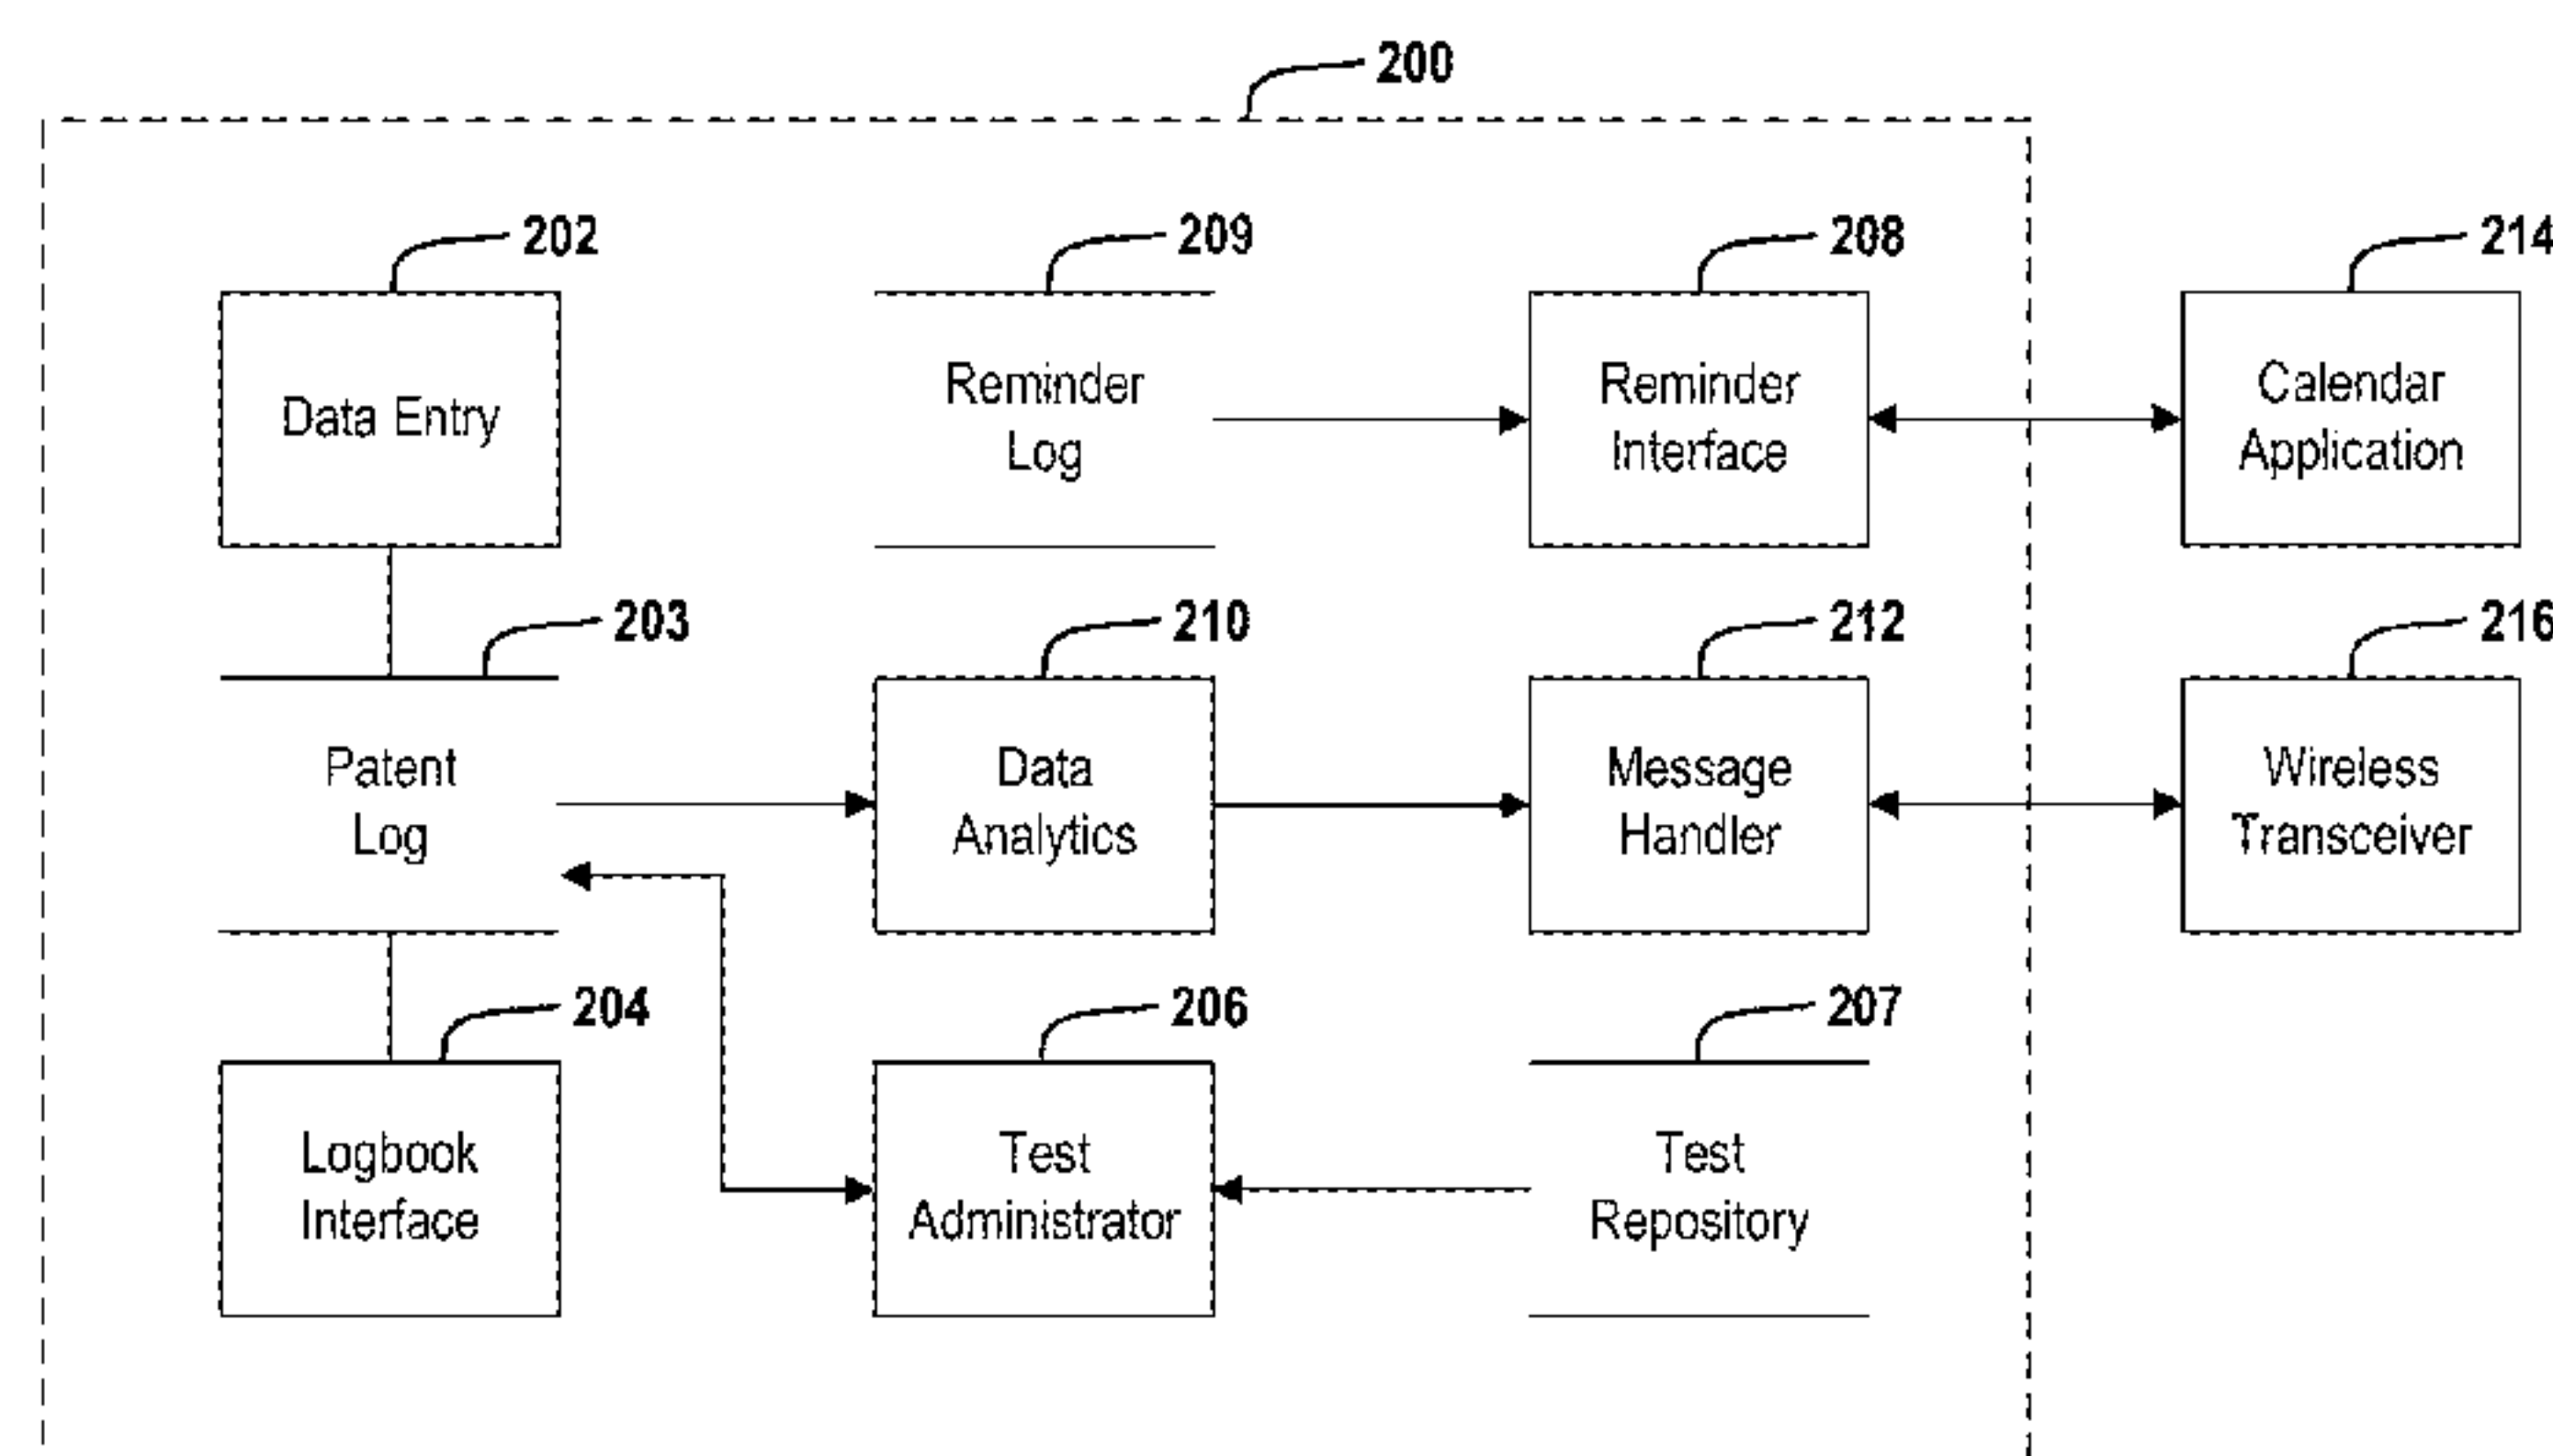 200
202
209
208
214
Data Entry
Reminder
Log
Reminder
Interface
Calendar
Application
203
210
212
216
Patent
Log
Data
Analytics
Message
Handler
Wireless
Transceiver
204
206
207
Logbook
Interface
Test
Administrator
Test
Repository